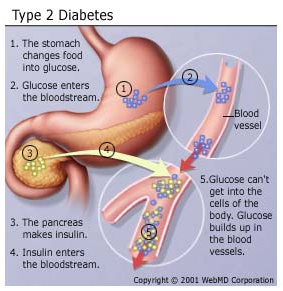 Type 2 Diabetes
1. The stomach
changes food
into glucose.
2. Glucose enters
the bloodstream.
1
2
Blood
vessel
3
4
5
3. The pancreas
makes insulin.
4. Insulin enters
the bloodstream.
5.Glucose can't
get into the
cells of the
body. Glucose
builds up in
the blood
vessels.
Copyright © 2001 WebMD Corporation